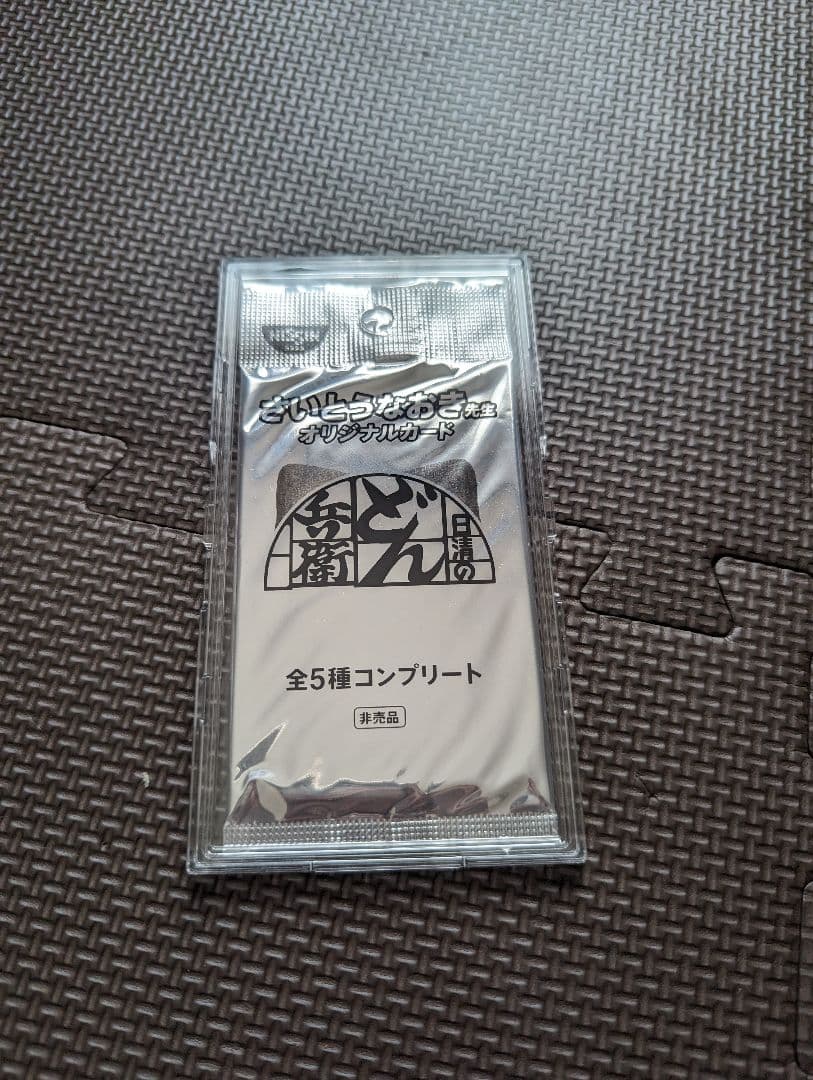 さいとうなおき先生
オリジナルカード
日清の
どん
兵衛
全5種コンプリート
非売品